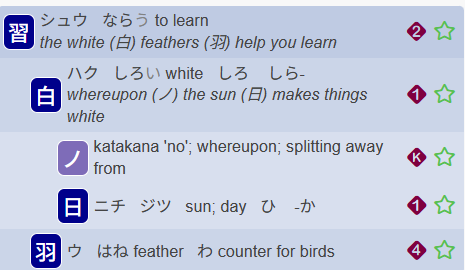 習 シュウ ならう to learn 2
the white (白) feathers (羽) help you learn
白 ハク しろい white しろ しら- 1
whereupon (ノ) the sun (日) makes things
white
ノ katakana 'no'; whereupon; splitting away K
from
日 ニチ ジツ sun; day ひ -か 1
羽 ウ はね feather わ counter for birds 4